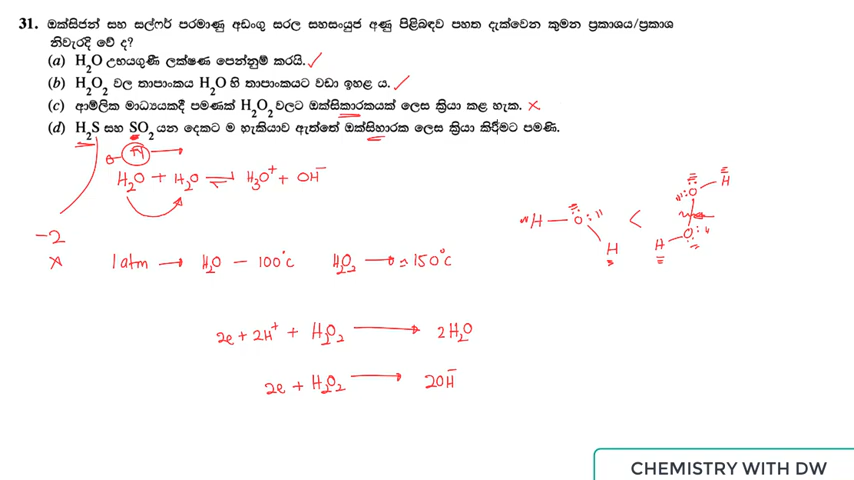 31. ඔක්සිජන් සහ සල්ෆර් පරමාණු අඩංගු සරල සහසංයුජ අණු පිළිබඳව පහත දැක්වෙන කුමන ප්‍රකාශය/ප්‍රකාශ
නිවැරදි වේ ද?
(a) H₂O උභයගුණී ලක්ෂණ පෙන්නුම් කරයි. ✓
(b) H₂O₂ වල තාපාංකය H₂O හි තාපාංකයට වඩා ඉහළ ය. ✓
(c) ආම්ලික මාධ්‍යයකදී පමණක් H₂O₂ වලට ඔක්සිකාරකයක් ලෙස ක්‍රියා කළ හැක. ×
(d) H₂S සහ SO₂ යන දෙකට ම හැකියාව ඇත්තේ ඔක්සිහාරක ලෙස ක්‍රියා කිරීමට පමණි.
H₂O + H₂O ⇌ H₃O⁺ + OH⁻
H — O < O — H
H H — O
-2
× 1 atm → H₂O – 100°C H₂O₂ → ≈ 150°C
2e + 2H⁺ + H₂O₂ → 2H₂O
2e + H₂O₂ → 2OH⁻
CHEMISTRY WITH DW